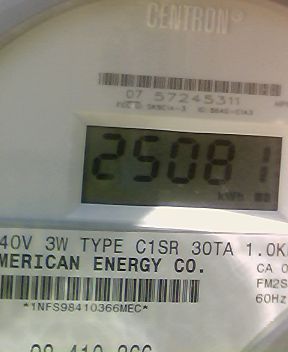 CENTRON®
07 57245311
25081
kWh
40V 3W TYPE C1SR 30TA 1.0K
MERICAN ENERGY CO.
CA 0
FM2S
60Hz
*1NFS98410366MEC*